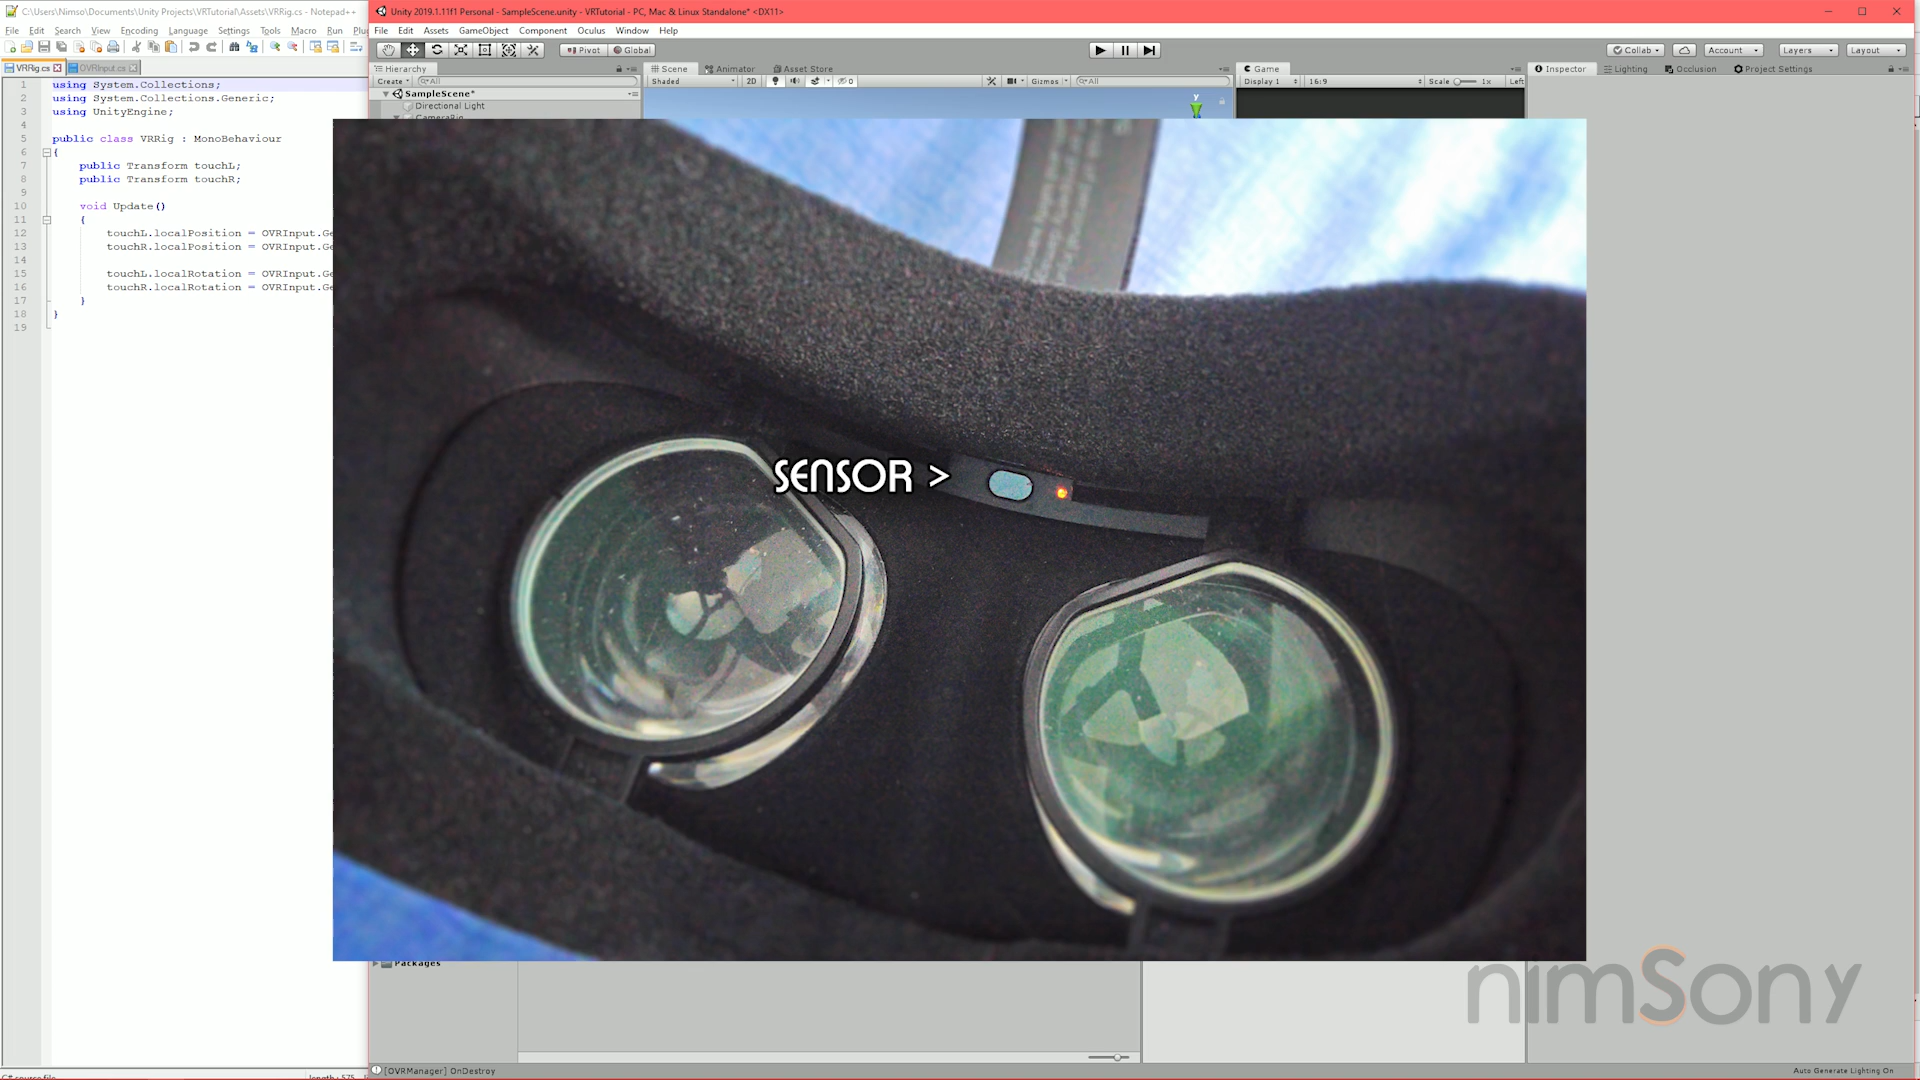 C:\Users\Nimso\Documents\Unity Projects\VRTutorial\Assets\VRRig.cs - Notepad++
File Edit Search View Encoding Language Settings Tools Macro Run
VRRig.cs OVRInput.cs
1 using System.Collections;
2 using System.Collections.Generic;
3 using UnityEngine;
4
5 public class VRRig : MonoBehaviour
6 {
7 public Transform touchL;
8 public Transform touchR;
9
10 void Update()
11 {
12 touchL.localPosition = OVRInput.Ge
13 touchR.localPosition = OVRInput.Ge
14
15 touchL.localRotation = OVRInput.Ge
16 touchR.localRotation = OVRInput.Ge
17 }
18 }
19
Unity 2019.1.11f1 Personal - SampleScene.unity - VRTutorial - PC, Mac & Linux Standalone* <DX11>
File Edit Assets GameObject Component Oculus Window Help
Pivot Global
Collab Account Layers Layout
Hierarchy
Create All
SampleScene*
Directional Light
CameraRig
Scene Animator Asset Store
Shaded 2D 0 Gizmos All
Game
Display 1 16:9 Scale 1x Left
Inspector Lighting Occlusion Project Settings
SENSOR >
Packages
nimSony
[OVRManager] OnDestroy
Auto Generate Lighting On